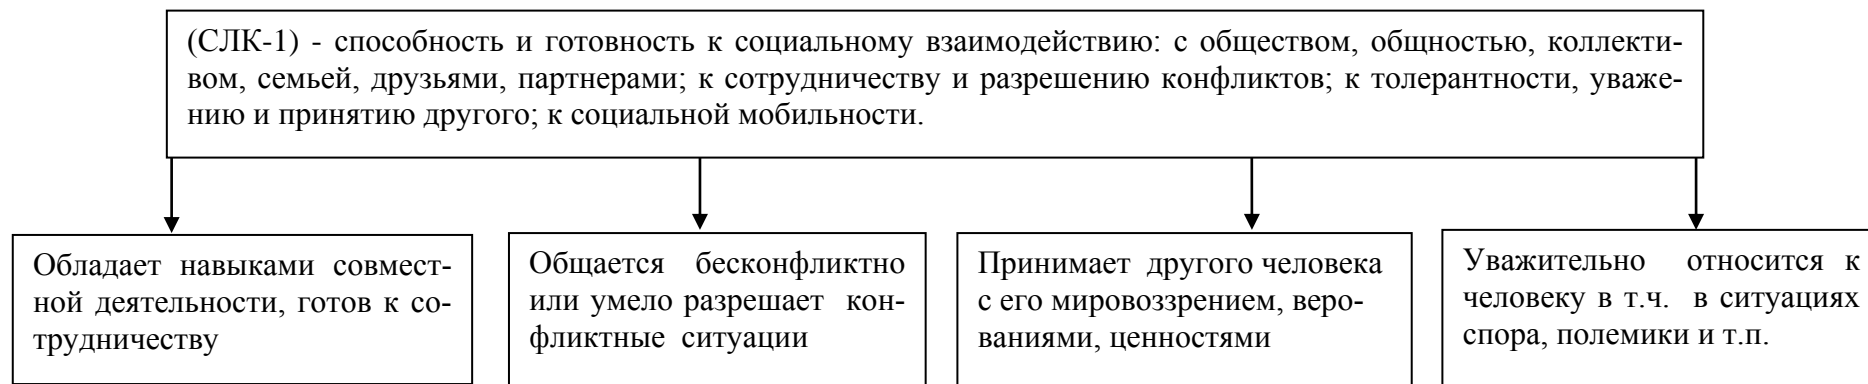 (СЛК-1) - способность и готовность к социальному взаимодействию: с обществом, общностью, коллекти-
вом, семьей, друзьями, партнерами; к сотрудничеству и разрешению конфликтов; к толерантности, уваже-
нию и принятию другого; к социальной мобильности.
Обладает навыками совмест-
ной деятельности, готов к со-
трудничеству
Общается бесконфликтно
или умело разрешает кон-
фликтные ситуации
Принимает другого человека
с его мировоззрением, веро-
ваниями, ценностями
Уважительно относится к
человеку в т.ч. в ситуациях
спора, полемики и т.п.